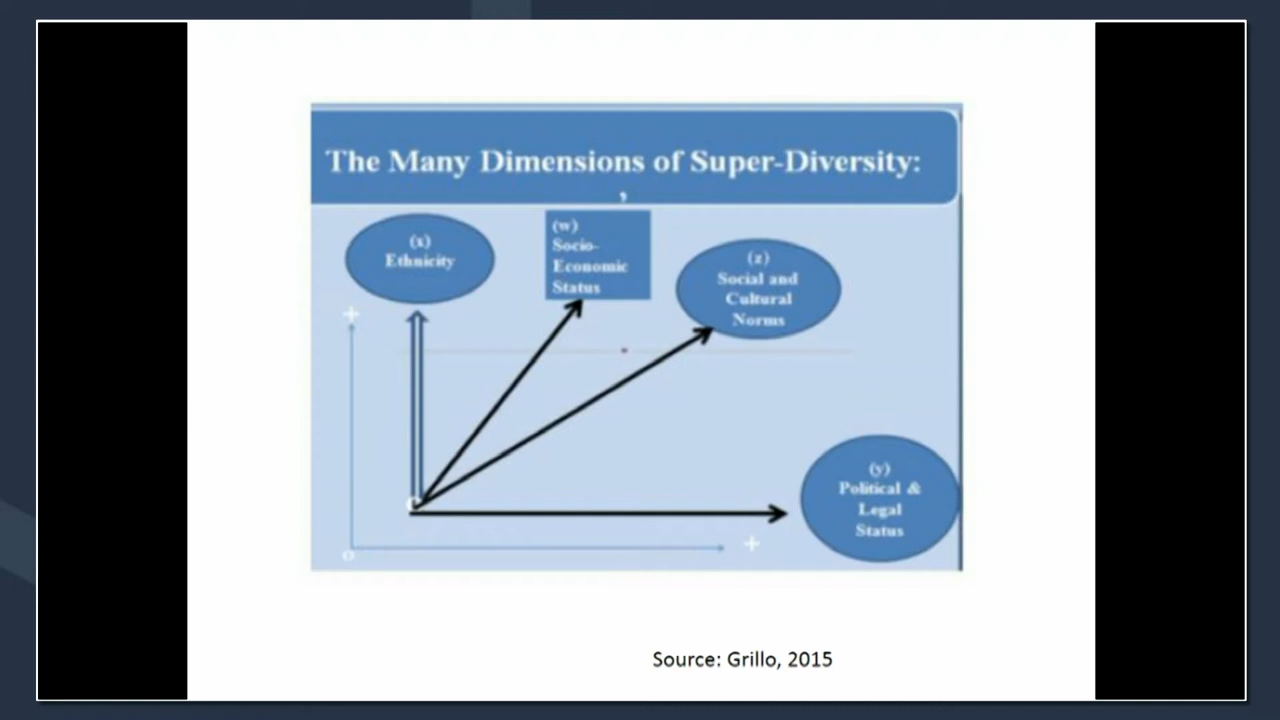 The Many Dimensions of Super-Diversity:
,
(x)
Ethnicity
(w)
Socio-
Economic
Status
(z)
Social and
Cultural
Norms
+
(y)
Political &
Legal
Status
+
o
Source: Grillo, 2015